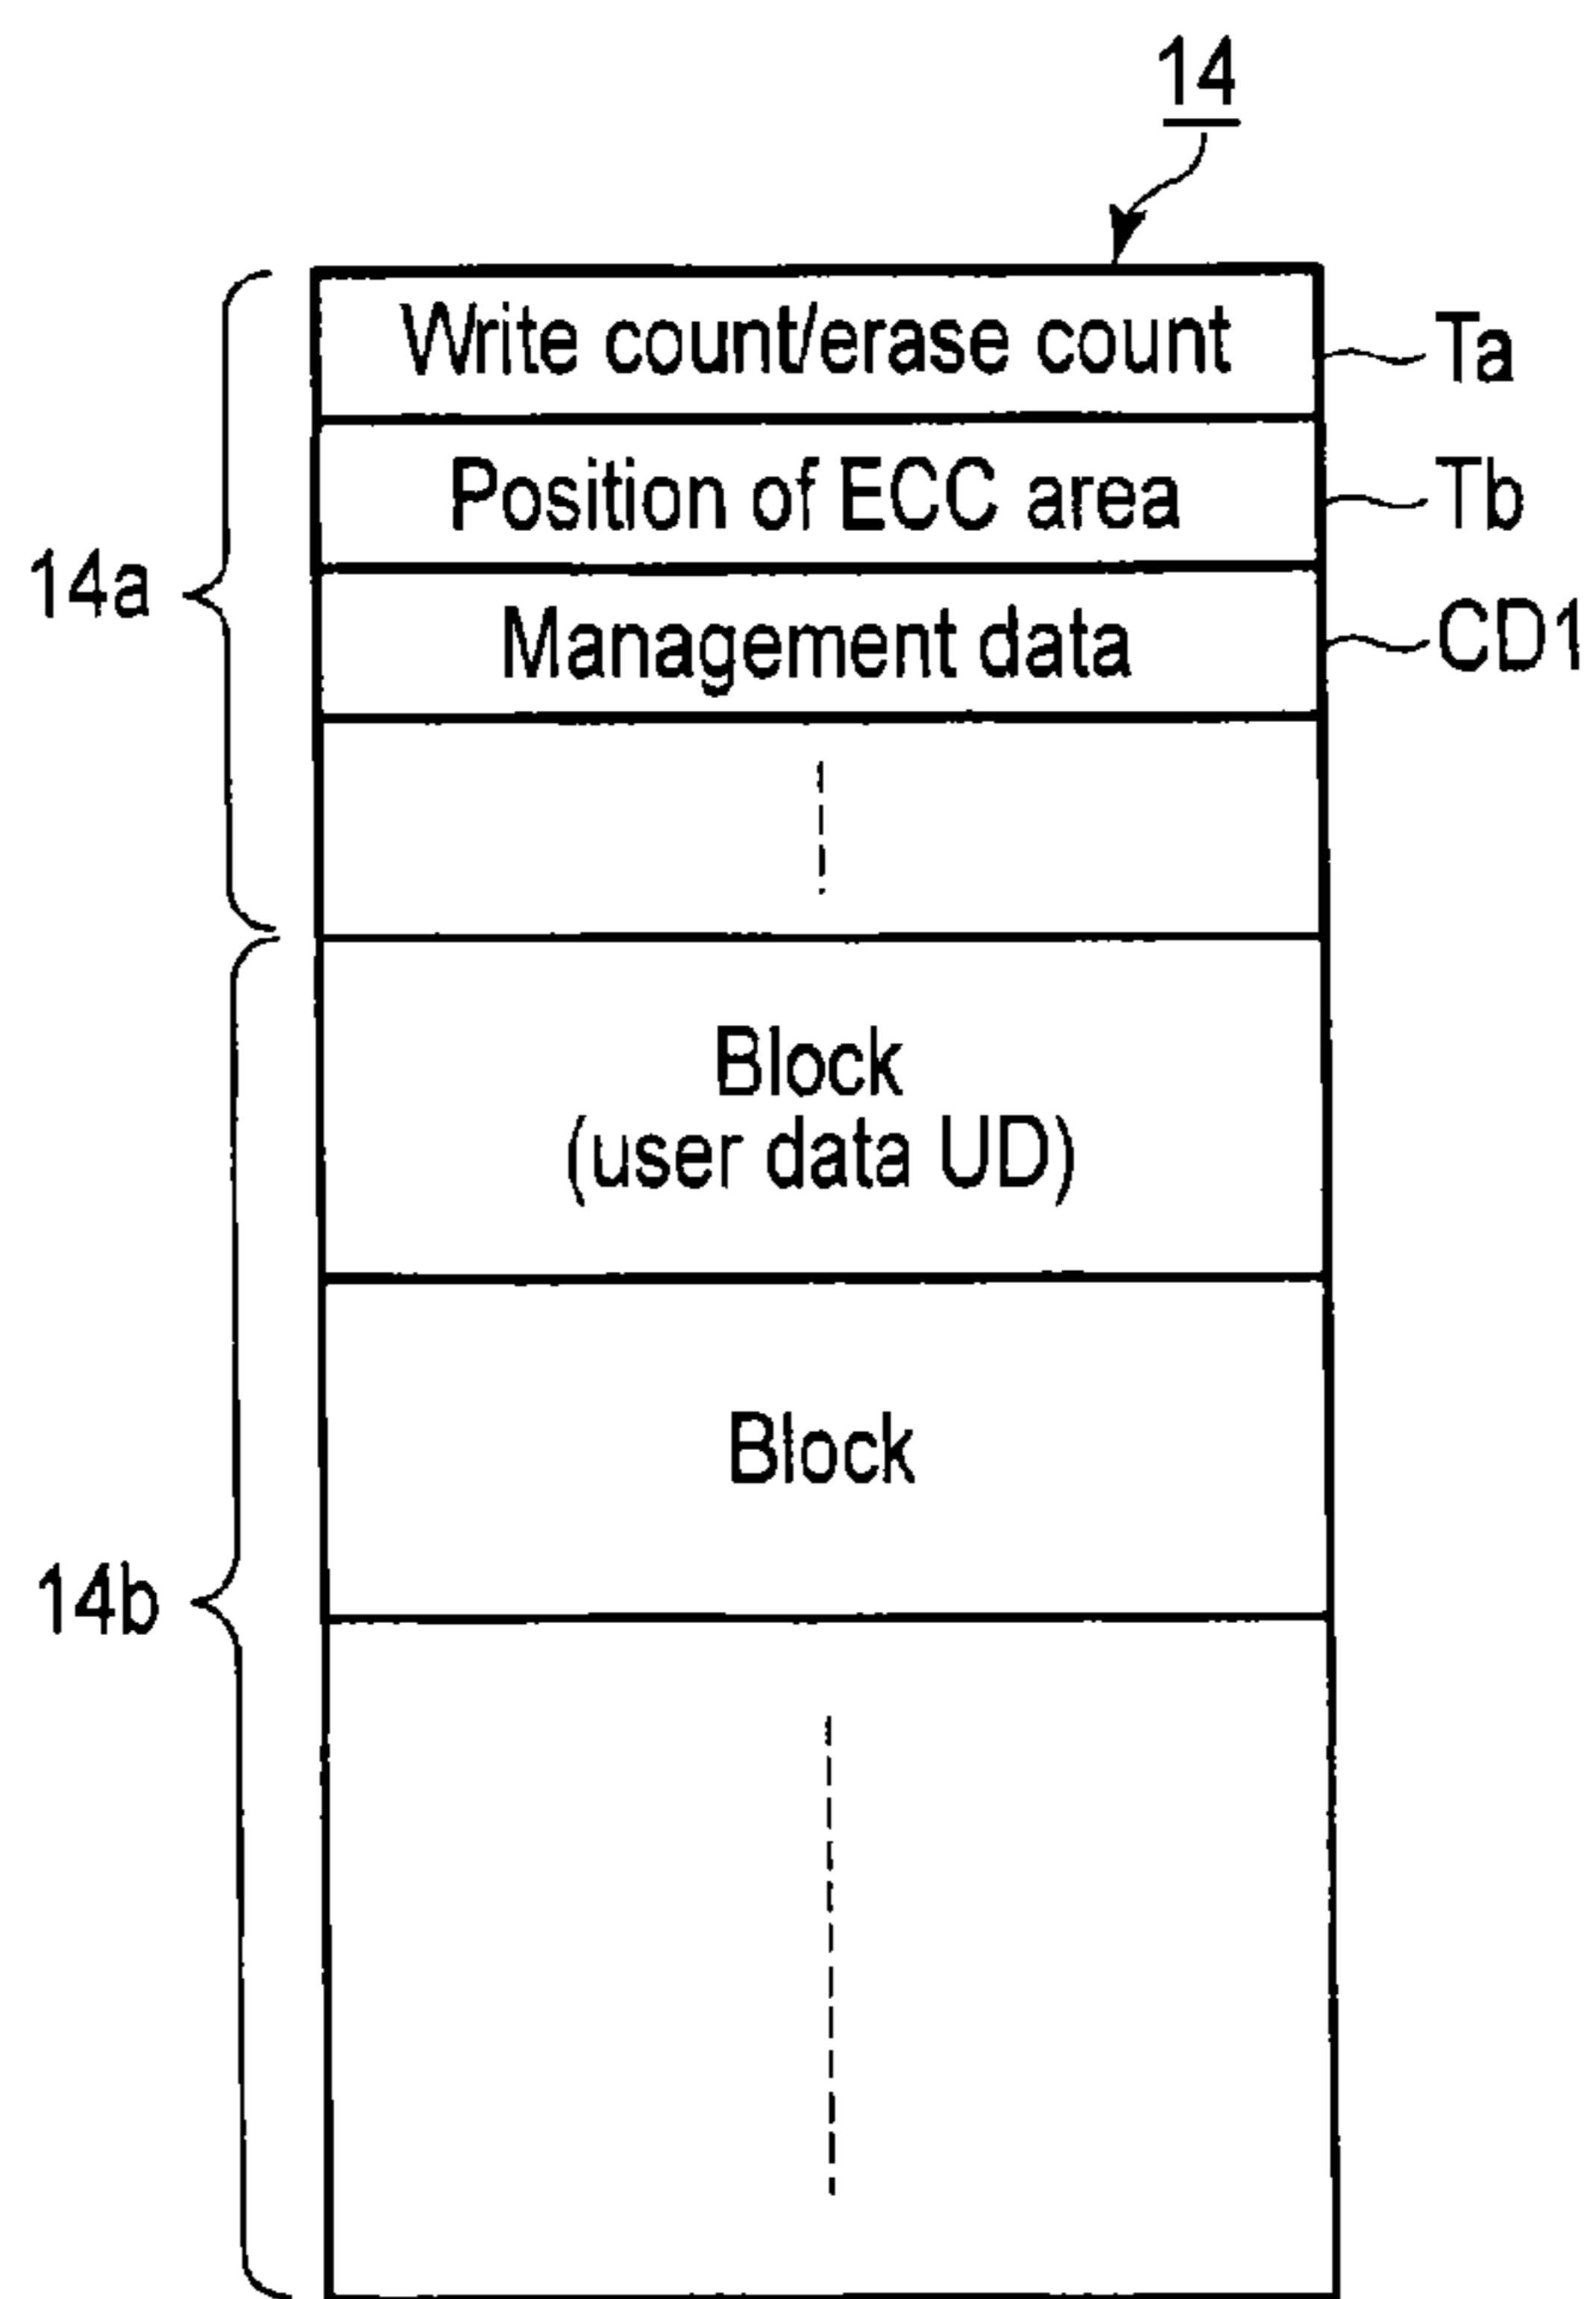 14
Write count/erase count
Ta
Position of ECC area
Tb
14a
Management data
CD1
Block
(user data UD)
Block
14b